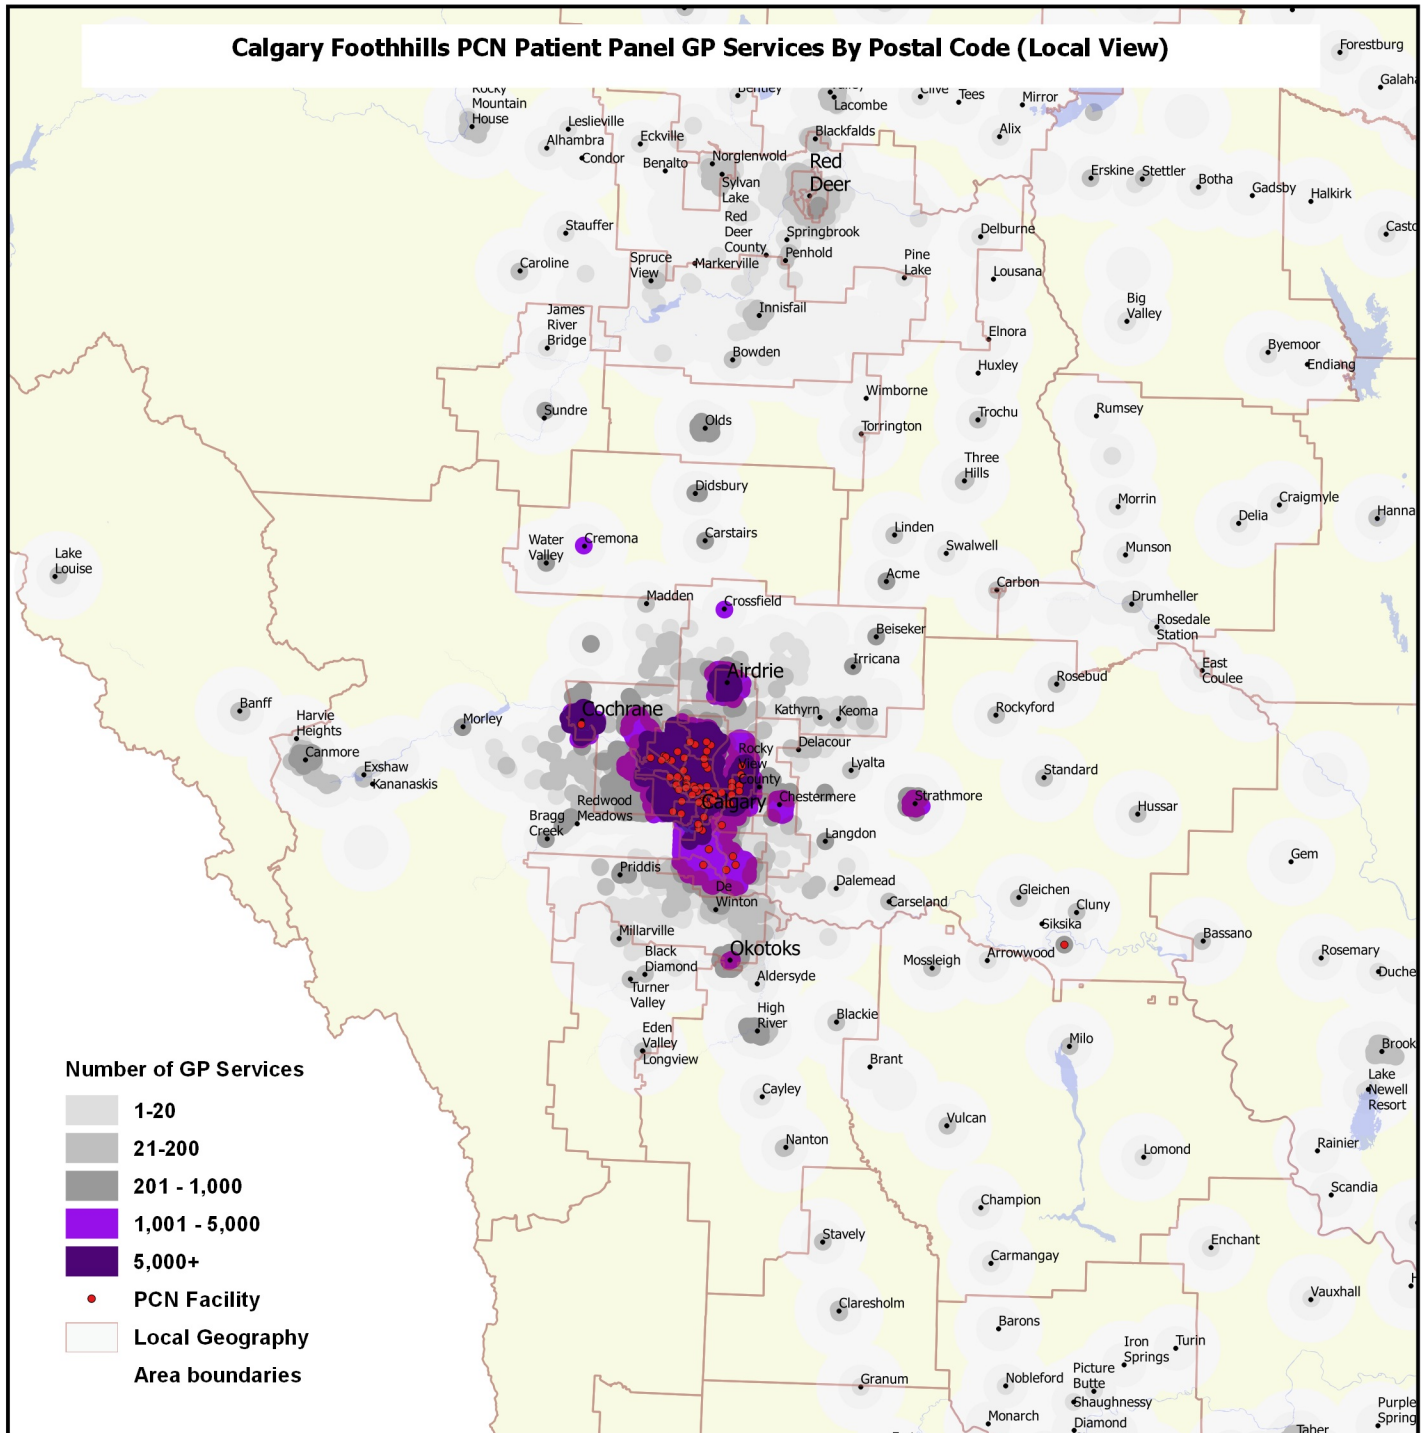 Calgary Foothhills PCN Patient Panel GP Services By Postal Code (Local View)
Forestburg
Rocky
Mountain
House
Bentley
Lacombe
Clive
Tees
Mirror
Leslieville
Alhambra
Condor
Eckville
Benalto
Norglenwold
Sylvan
Lake
Blackfalds
Red
Deer
Alix
Erskine
Stettler
Botha
Gadsby
Halkirk
Stauffer
Red
Deer
County
Springbrook
Penhold
Delburne
Caroline
Spruce
View
Markerville
Pine
Lake
Lousana
Big
Valley
James
River
Bridge
Innisfail
Bowden
Elnora
Huxley
Byemoor
Endiang
Sundre
Olds
Wimborne
Torrington
Trochu
Rumsey
Three
Hills
Didsbury
Morrin
Craigmyle
Delia
Hanna
Lake
Louise
Water
Valley
Cremona
Carstairs
Linden
Swalwell
Munson
Acme
Carbon
Madden
Crossfield
Drumheller
Rosedale
Station
Beiseker
Irricana
East
Coulee
Airdrie
Rosebud
Banff
Harvie
Heights
Canmore
Morley
Cochrane
Kathyrn
Keoma
Rockyford
Exshaw
Kananaskis
Rocky
View
County
Delacour
Lyalta
Standard
Redwood
Meadows
Bragg
Creek
Calgary
Chestermere
Strathmore
Hussar
Langdon
Gem
Priddis
De
Winton
Dalemead
Carseland
Gleichen
Cluny
Siksika
Bassano
Millarville
Black
Diamond
Turner
Valley
Okotoks
Aldersyde
Mossleigh
Arrowwood
Rosemary
Duche
High
River
Blackie
Eden
Valley
Longview
Brant
Milo
Brook
Lake
Newell
Resort
Cayley
Nanton
Vulcan
Lomond
Rainier
Scandia
Champion
Stavely
Carmangay
Enchant
Claresholm
Vauxhall
Barons
Iron
Springs
Turin
Picture
Butte
Granum
Nobleford
Shaughnessy
Monarch
Diamond
Purple
Spring
Taber
Number of GP Services
1-20
21-200
201 - 1,000
1,001 - 5,000
5,000+
PCN Facility
Local Geography
Area boundaries